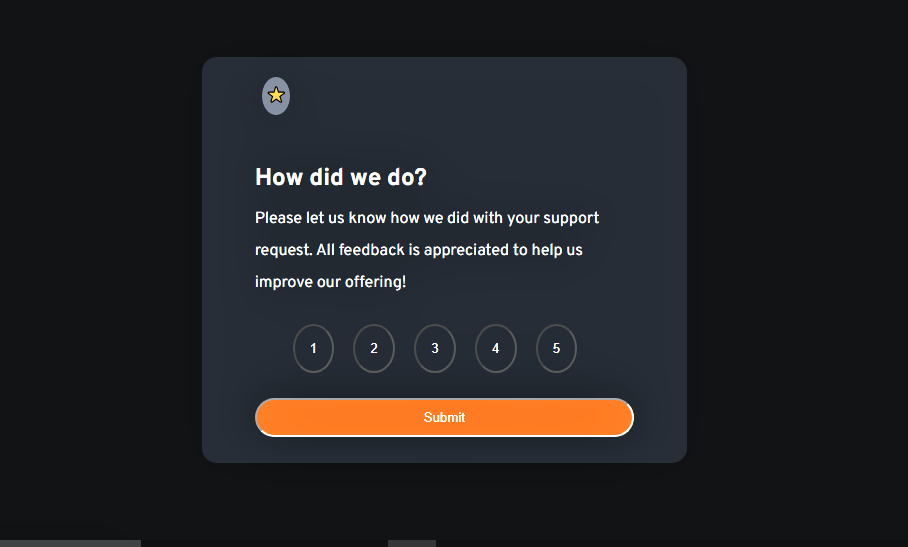 How did we do?
Please let us know how we did with your support
request. All feedback is appreciated to help us
improve our offering!
1 2 3 4 5
Submit